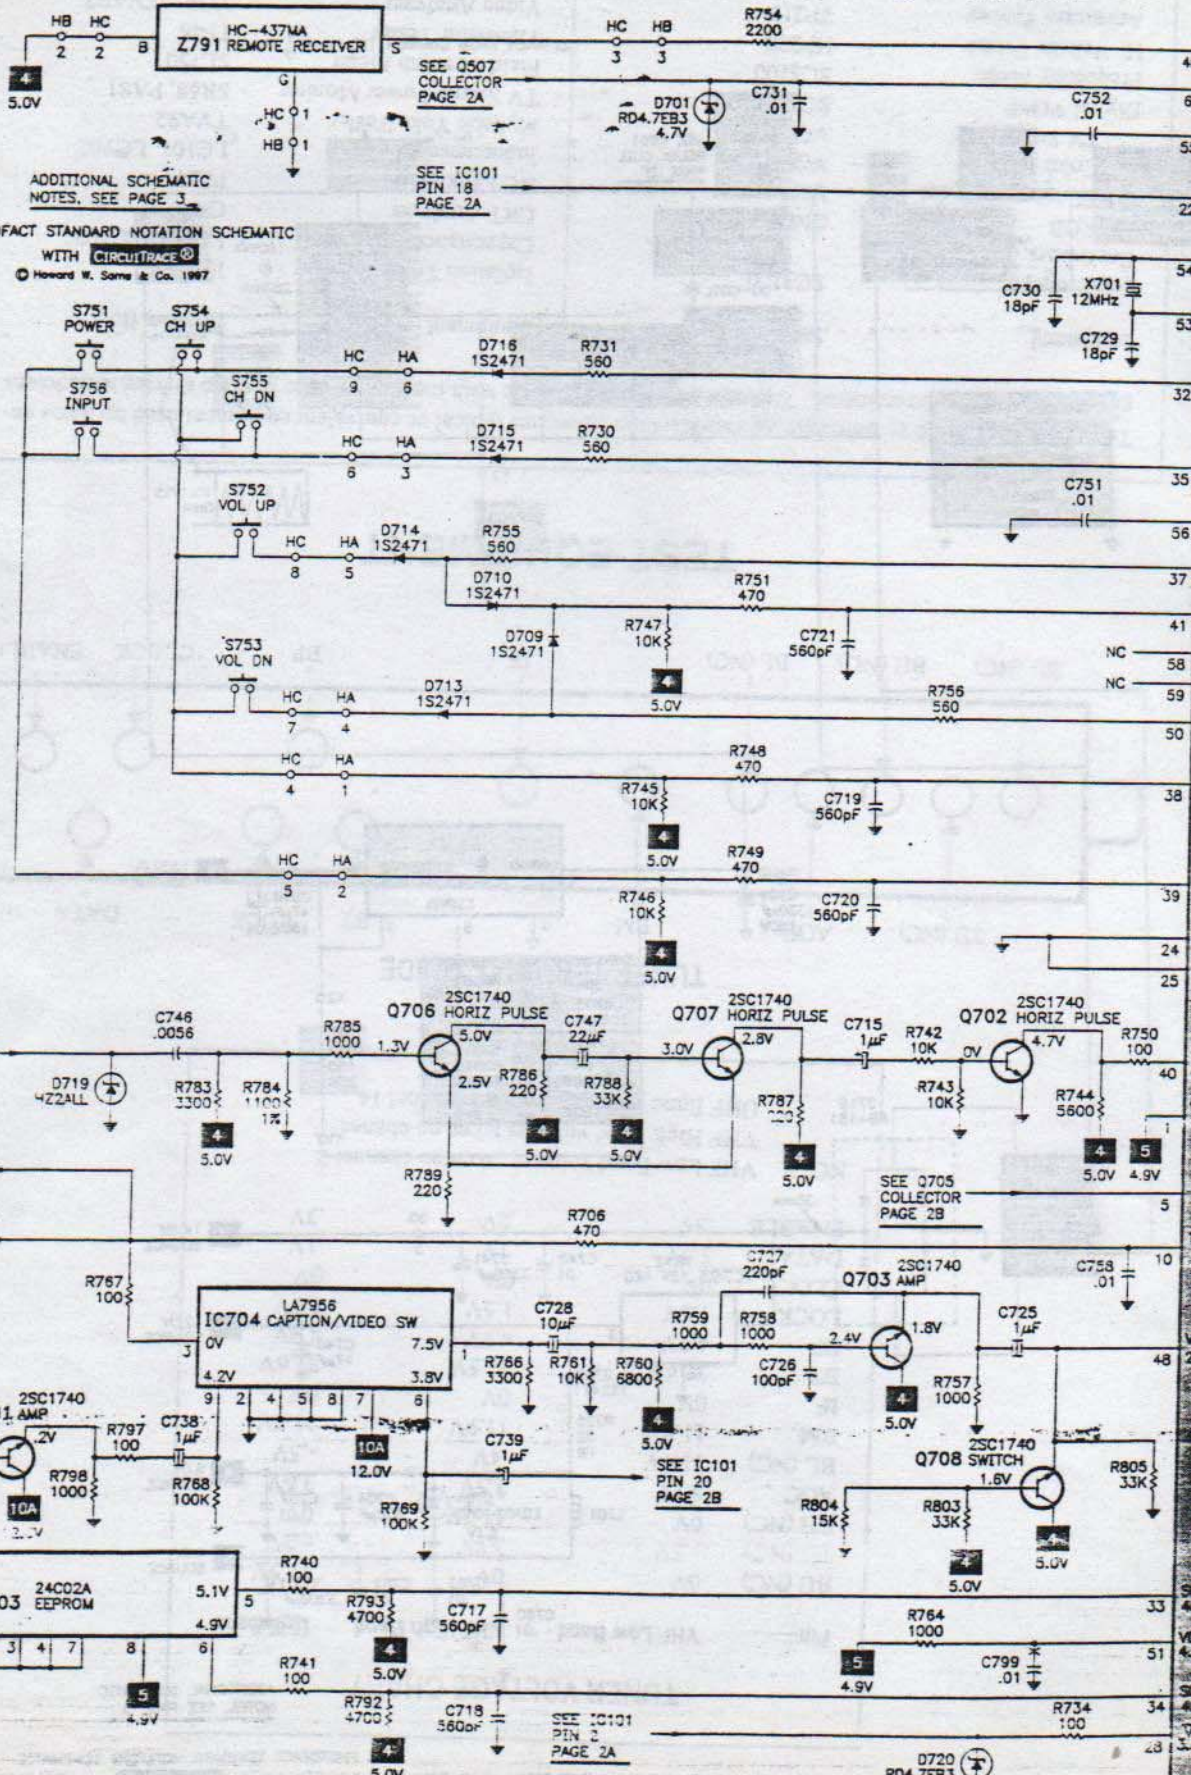 HB HC
2 2
B
HC-437MA
Z791 REMOTE RECEIVER
S
G
4
5.0V
HC 1
HB 1
HC HB
3 3
R754
2200
SEE Q507
COLLECTOR
PAGE 2A
D701
RD4.7EB3
4.7V
C731
.01
C752
.01
SEE IC101
PIN 18
PAGE 2A
22
ADDITIONAL SCHEMATIC
NOTES, SEE PAGE 3
FACT STANDARD NOTATION SCHEMATIC
WITH CIRCUITRACE ®
© Howard W. Sams & Co. 1997
C730
18pF
X701
12MHz
C729
18pF
54
53
S751
POWER
S754
CH UP
S756
INPUT
S755
CH DN
HC HA
9 6
D716
1S2471
R731
560
32
HC HA
6 3
D715
1S2471
R730
560
35
C751
.01
56
S752
VOL UP
HC HA
8 5
D714
1S2471
R755
560
37
D710
1S2471
R751
470
41
D709
1S2471
R747
10K
4
5.0V
C721
560pF
NC 58
NC 59
S753
VOL DN
HC HA
7 4
D713
1S2471
R756
560
50
HC HA
4 1
R748
470
R745
10K
4
5.0V
C719
560pF
38
HC HA
5 2
R749
470
R746
10K
4
5.0V
C720
560pF
39
24
25
C746
.0056
D719
HZ2ALL
R783
3300
4
5.0V
R784
1100
1%
R785
1000
Q706 2SC1740
HORIZ PULSE
1.3V
5.0V
2.5V
R786
220
4
5.0V
C747
22µF
R788
33K
4
5.0V
R789
220
Q707 2SC1740
HORIZ PULSE
3.0V
2.8V
R787
4
5.0V
C715
1µF
R742
10K
R743
10K
Q702 2SC1740
HORIZ PULSE
0V
4.7V
R744
5600
4
5.0V
R750
100
40
1
5
4.9V
SEE Q705
COLLECTOR
PAGE 2B
5
R706
470
10
C758
.01
R767
100
LA7956
IC704 CAPTION/VIDEO SW
3 0V 7.5V 1
4.2V 3.8V
9 2 4 5 8 7 6
10A
12.0V
C728
10µF
R766
3300
R761
10K
R760
6800
4
5.0V
R759
1000
R758
1000
C727
220pF
C726
100pF
Q703 2SC1740
AMP
2.4V
1.8V
4
5.0V
R757
1000
C725
1µF
48
2SC1740
AMP
R797
100
R798
1000
10A
C738
1µF
R768
100K
R769
100K
C739
1µF
SEE IC101
PIN 20
PAGE 2B
Q708 2SC1740
SWITCH
1.6V
R804
15K
R803
33K
4
5.0V
4
5.0V
R805
33K
24C02A
EEPROM
5.1V 5
4.9V
3 4 7 8 6
5
4.9V
R740
100
R793
4700
4
5.0V
C717
560pF
33
R764
1000
5
4.9V
C799
.01
51
R741
100
R792
4700
4
5.0V
C718
560pF
34
SEE IC101
PIN 2
PAGE 2A
R734
100
28
D720
RD4.7EB3